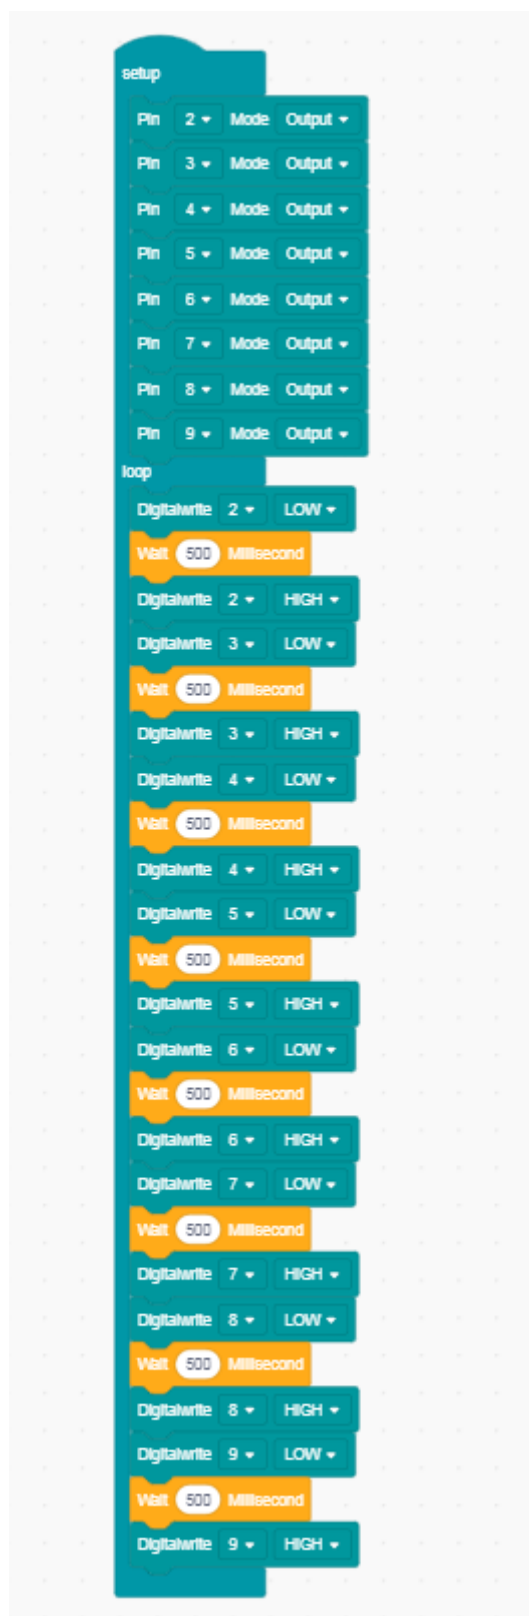 setup
Pin 2 Mode Output
Pin 3 Mode Output
Pin 4 Mode Output
Pin 5 Mode Output
Pin 6 Mode Output
Pin 7 Mode Output
Pin 8 Mode Output
Pin 9 Mode Output
loop
Digitalwrite 2 LOW
Wait 500 Millisecond
Digitalwrite 2 HIGH
Digitalwrite 3 LOW
Wait 500 Millisecond
Digitalwrite 3 HIGH
Digitalwrite 4 LOW
Wait 500 Millisecond
Digitalwrite 4 HIGH
Digitalwrite 5 LOW
Wait 500 Millisecond
Digitalwrite 5 HIGH
Digitalwrite 6 LOW
Wait 500 Millisecond
Digitalwrite 6 HIGH
Digitalwrite 7 LOW
Wait 500 Millisecond
Digitalwrite 7 HIGH
Digitalwrite 8 LOW
Wait 500 Millisecond
Digitalwrite 8 HIGH
Digitalwrite 9 LOW
Wait 500 Millisecond
Digitalwrite 9 HIGH